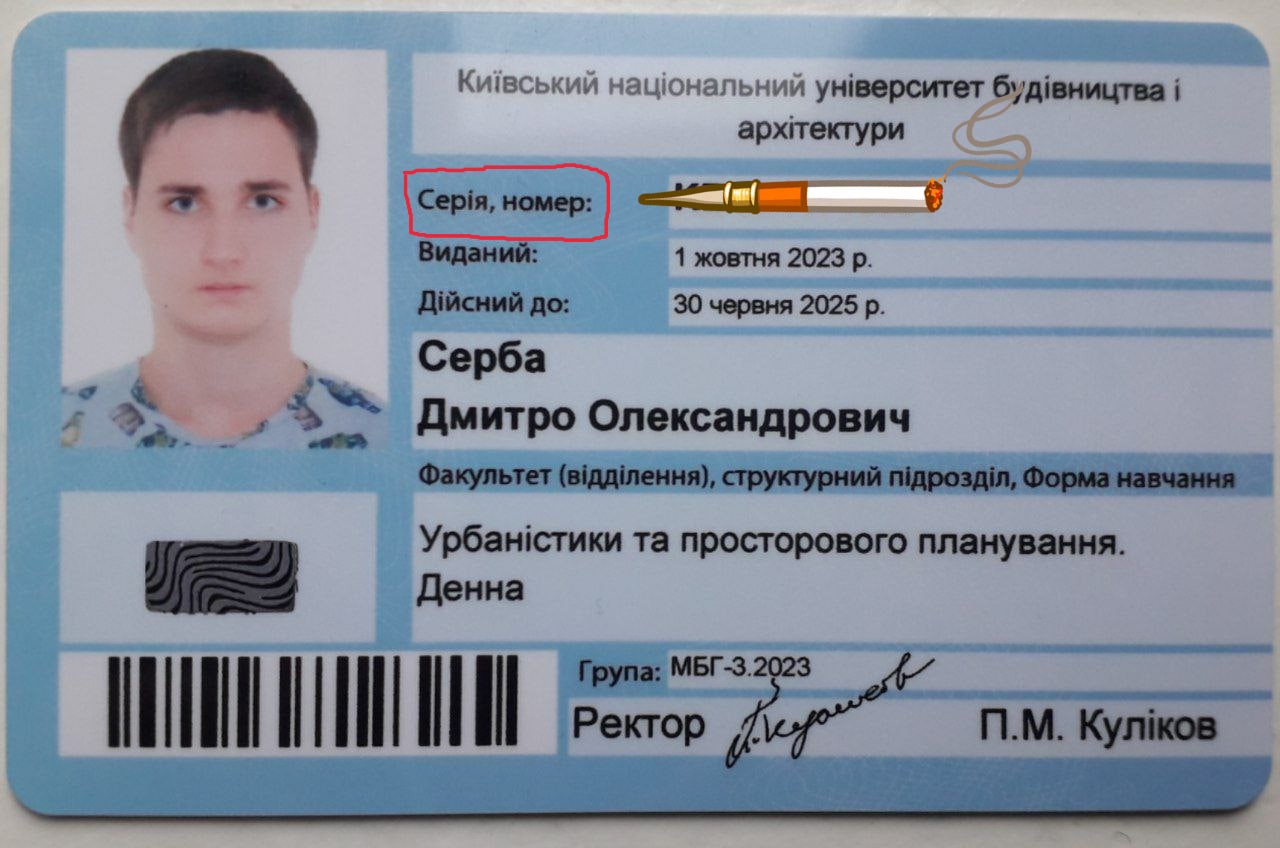 Київський національний університет будівництва і
архітектури
Серія, номер:
Виданий: 1 жовтня 2023 р.
Дійсний до: 30 червня 2025 р.
Серба
Дмитро Олександрович
Факультет (відділення), структурний підрозділ, Форма навчання
Урбаністики та просторового планування.
Денна
Група: МБГ-3.2023
Ректор П.М. Куліков